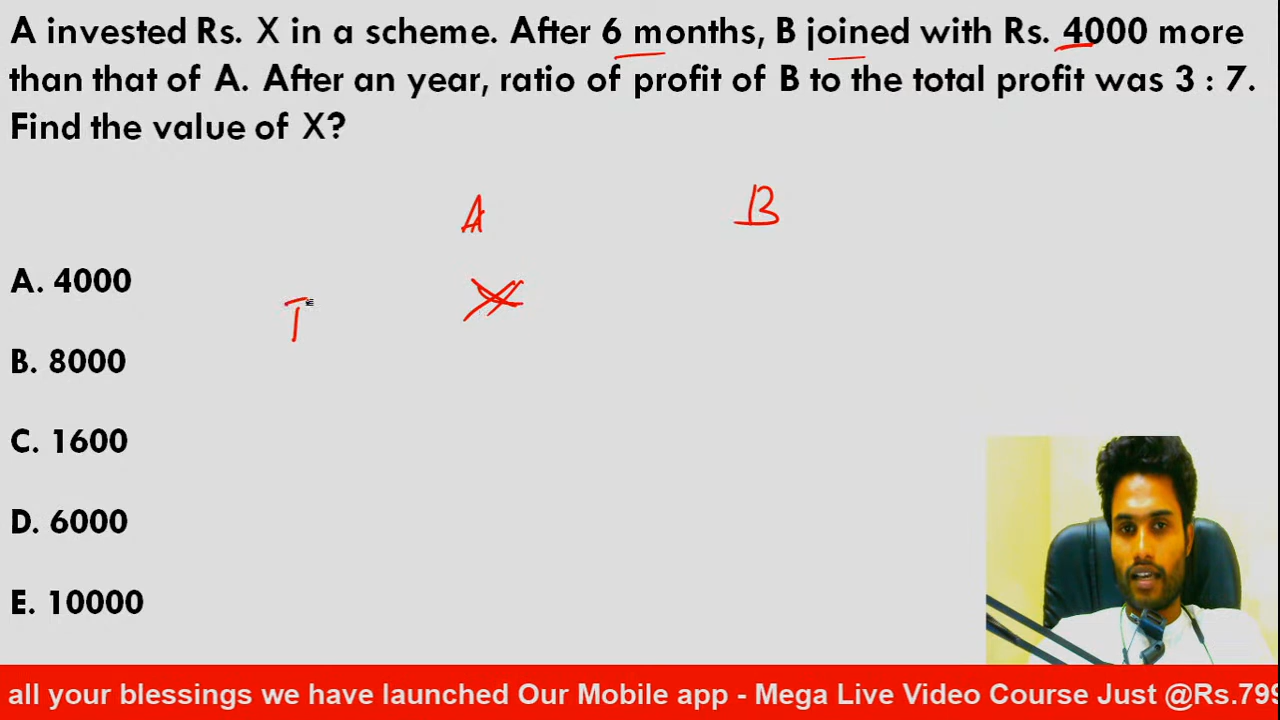 A invested Rs. X in a scheme. After 6 months, B joined with Rs. 4000 more
than that of A. After an year, ratio of profit of B to the total profit was 3 : 7.
Find the value of X?
A B
A. 4000
X
T
B. 8000
C. 1600
D. 6000
E. 10000
all your blessings we have launched Our Mobile app - Mega Live Video Course Just @Rs.799